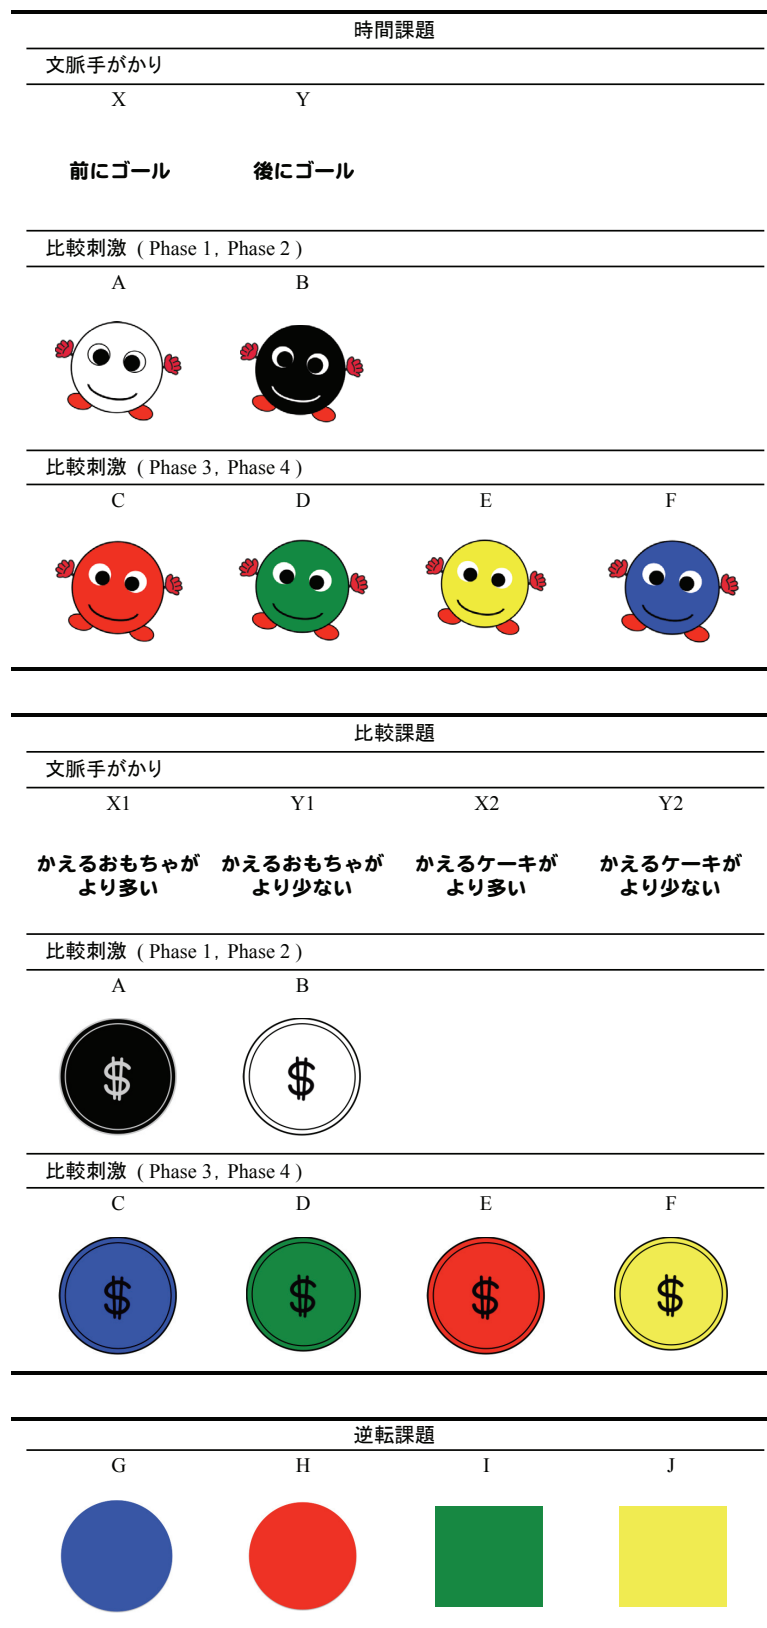 時間課題
文脈手がかり
X Y
前にゴール 後にゴール
比較刺激 ( Phase 1, Phase 2 )
A B
比較刺激 ( Phase 3, Phase 4 )
C D E F
比較課題
文脈手がかり
X1 Y1 X2 Y2
かえるおもちゃが かえるおもちゃが かえるケーキが かえるケーキが
より多い より少ない より多い より少ない
比較刺激 ( Phase 1, Phase 2 )
A B
$ $
比較刺激 ( Phase 3, Phase 4 )
C D E F
$ $ $ $
逆転課題
G H I J